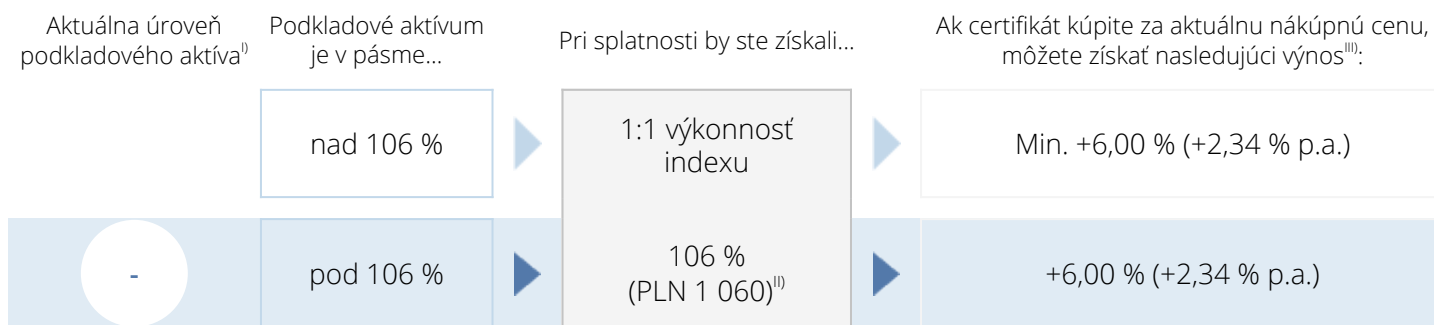 Aktuálna úroveň
podkladového aktíva I)
Podkladové aktívum
je v pásme...
Pri splatnosti by ste získali...
Ak certifikát kúpite za aktuálnu nákupnú cenu,
môžete získať nasledujúci výnos III):
nad 106 %
1:1 výkonnosť
indexu
Min. +6,00 % (+2,34 % p.a.)
-
pod 106 %
106 %
(PLN 1 060) II)
+6,00 % (+2,34 % p.a.)